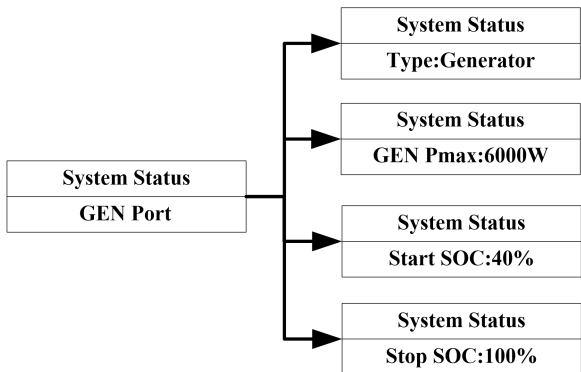 System Status
GEN Port
System Status
Type:Generator
System Status
GEN Pmax:6000W
System Status
Start SOC:40%
System Status
Stop SOC:100%